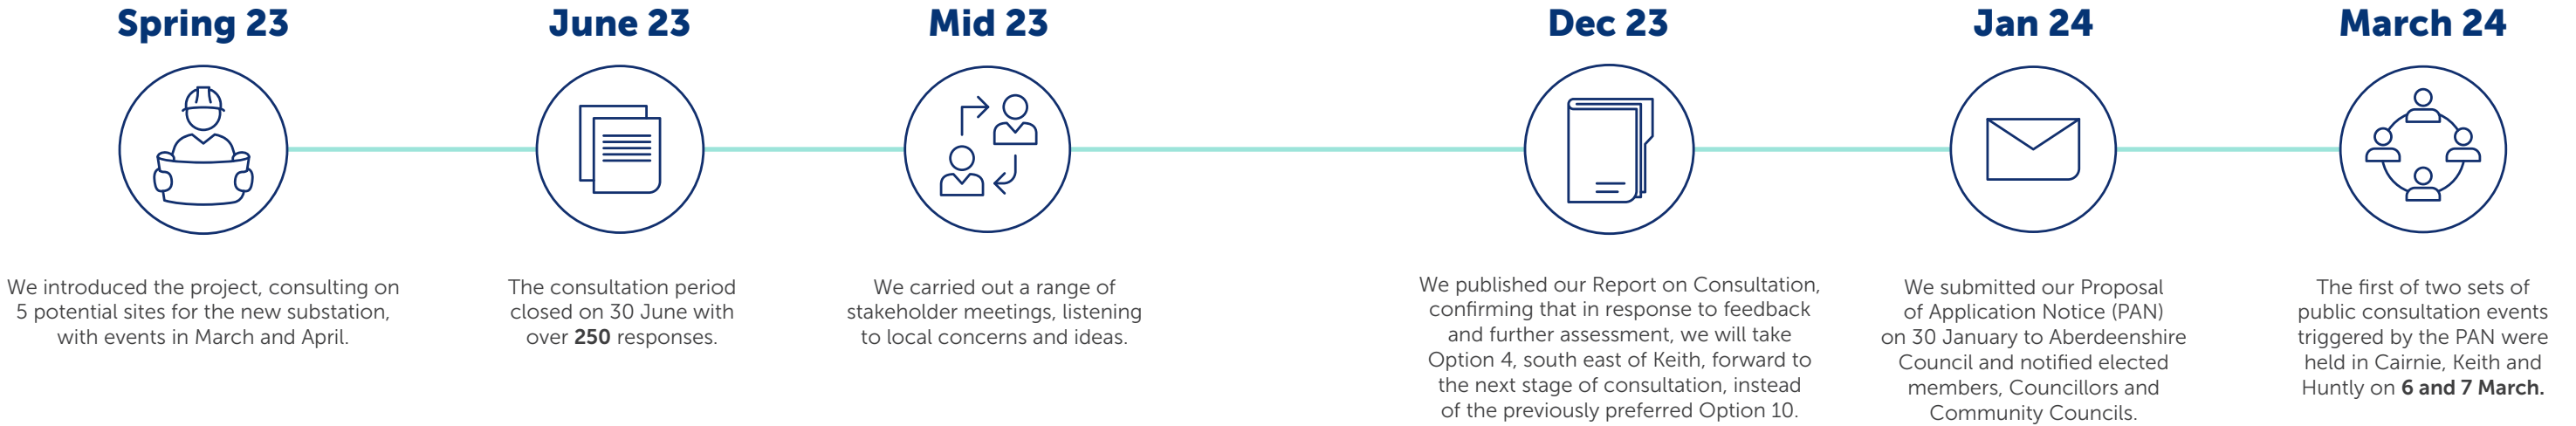 Spring 23
We introduced the project, consulting on
5 potential sites for the new substation,
with events in March and April.
June 23
The consultation period
closed on 30 June with
over 250 responses.
Mid 23
We carried out a range of
stakeholder meetings, listening
to local concerns and ideas.
Dec 23
We published our Report on Consultation,
confirming that in response to feedback
and further assessment, we will take
Option 4, south east of Keith, forward to
the next stage of consultation, instead
of the previously preferred Option 10.
Jan 24
We submitted our Proposal
of Application Notice (PAN)
on 30 January to Aberdeenshire
Council and notified elected
members, Councillors and
Community Councils.
March 24
The first of two sets of
public consultation events
triggered by the PAN were
held in Cairnie, Keith and
Huntly on 6 and 7 March.